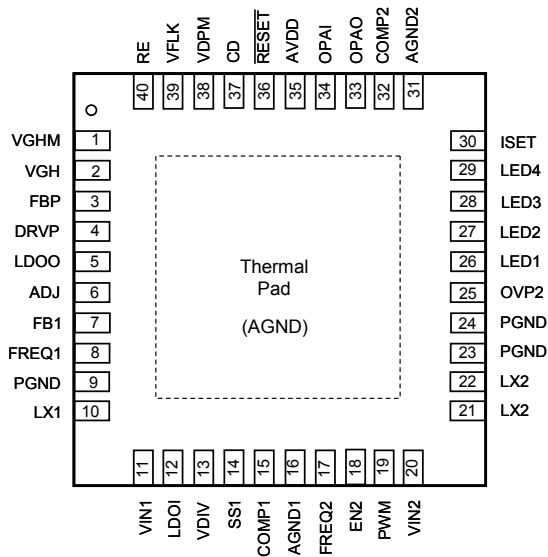 RE
VFLK
VDPM
CD
RESET
AVDD
OPAI
OPAO
COMP2
AGND2
40
39
38
37
36
35
34
33
32
31
VGHM 1
VGH 2
FBP 3
DRVP 4
LDOO 5
ADJ 6
FB1 7
FREQ1 8
PGND 9
LX1 10
Thermal
Pad
(AGND)
30 ISET
29 LED4
28 LED3
27 LED2
26 LED1
25 OVP2
24 PGND
23 PGND
22 LX2
21 LX2
11
12
13
14
15
16
17
18
19
20
VIN1
LDOI
VDIV
SS1
COMP1
AGND1
FREQ2
EN2
PWM
VIN2